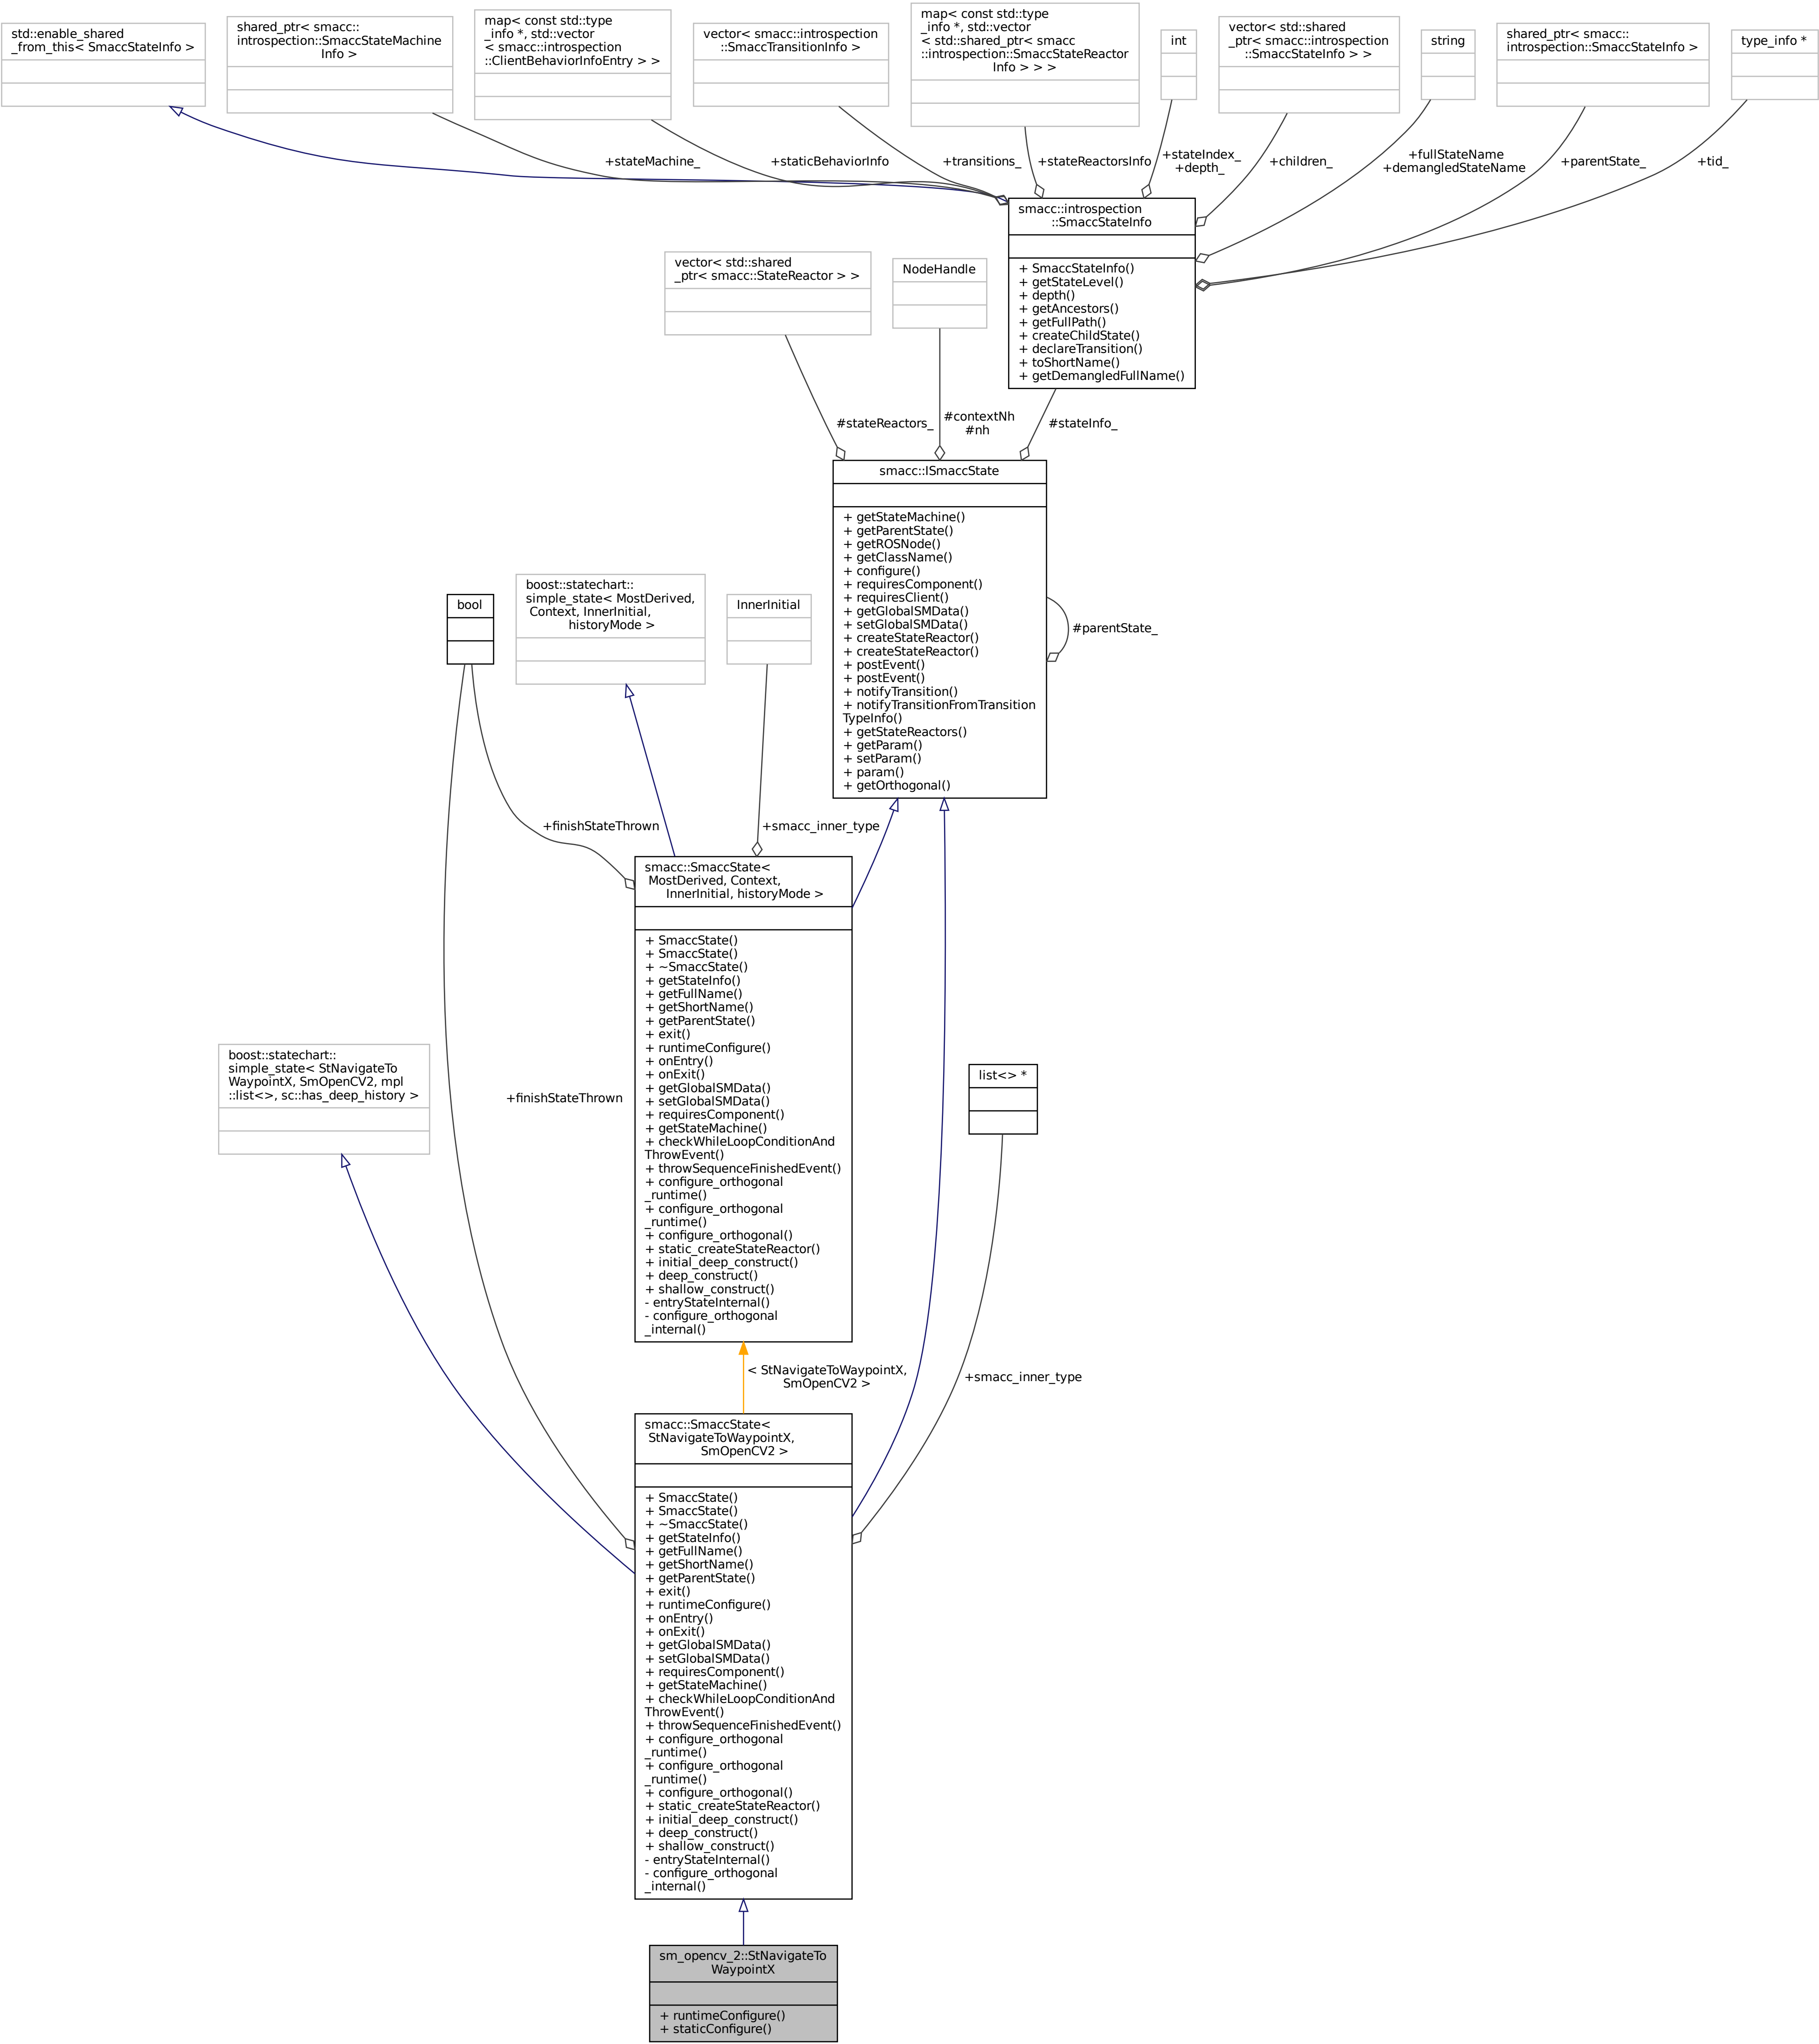 std::enable_shared
_from_this< SmaccStateInfo >
shared_ptr< smacc::
introspection::SmaccStateMachine
Info >
map< const std::type
_info *, std::vector
< smacc::introspection
::ClientBehaviorInfoEntry > >
vector< smacc::introspection
::SmaccTransitionInfo >
map< const std::type
_info *, std::vector
< std::shared_ptr< smacc
::introspection::SmaccStateReactor
Info > > >
int
vector< std::shared
_ptr< smacc::introspection
::SmaccStateInfo > >
string
shared_ptr< smacc::
introspection::SmaccStateInfo >
type_info *
+stateMachine_
+staticBehaviorInfo
+transitions_
+stateReactorsInfo
+stateIndex_
+depth_
+children_
+fullStateName
+demangledStateName
+parentState_
+tid_
smacc::introspection
::SmaccStateInfo
+ SmaccStateInfo()
+ getStateLevel()
+ depth()
+ getAncestors()
+ getFullPath()
+ createChildState()
+ declareTransition()
+ toShortName()
+ getDemangledFullName()
vector< std::shared
_ptr< smacc::StateReactor > >
NodeHandle
#stateReactors_
#contextNh
#nh
#stateInfo_
smacc::ISmaccState
+ getStateMachine()
+ getParentState()
+ getROSNode()
+ getClassName()
+ configure()
+ requiresComponent()
+ requiresClient()
+ getGlobalSMData()
+ setGlobalSMData()
+ createStateReactor()
+ createStateReactor()
+ postEvent()
+ postEvent()
+ notifyTransition()
+ notifyTransitionFromTransition
TypeInfo()
+ getStateReactors()
+ getParam()
+ setParam()
+ param()
+ getOrthogonal()
#parentState_
bool
boost::statechart::
simple_state< MostDerived,
Context, InnerInitial,
historyMode >
InnerInitial
+finishStateThrown
+smacc_inner_type
smacc::SmaccState<
MostDerived, Context,
InnerInitial, historyMode >
+ SmaccState()
+ SmaccState()
+ ~SmaccState()
+ getStateInfo()
+ getFullName()
+ getShortName()
+ getParentState()
+ exit()
+ runtimeConfigure()
+ onEntry()
+ onExit()
+ getGlobalSMData()
+ setGlobalSMData()
+ requiresComponent()
+ getStateMachine()
+ checkWhileLoopConditionAnd
ThrowEvent()
+ throwSequenceFinishedEvent()
+ configure_orthogonal
_runtime()
+ configure_orthogonal
_runtime()
+ configure_orthogonal()
+ static_createStateReactor()
+ initial_deep_construct()
+ deep_construct()
+ shallow_construct()
- entryStateInternal()
- configure_orthogonal
_internal()
boost::statechart::
simple_state< StNavigateTo
WaypointX, SmOpenCV2, mpl
::list<>, sc::has_deep_history >
+finishStateThrown
list<> *
< StNavigateToWaypointX,
SmOpenCV2 >
+smacc_inner_type
smacc::SmaccState<
StNavigateToWaypointX,
SmOpenCV2 >
+ SmaccState()
+ SmaccState()
+ ~SmaccState()
+ getStateInfo()
+ getFullName()
+ getShortName()
+ getParentState()
+ exit()
+ runtimeConfigure()
+ onEntry()
+ onExit()
+ getGlobalSMData()
+ setGlobalSMData()
+ requiresComponent()
+ getStateMachine()
+ checkWhileLoopConditionAnd
ThrowEvent()
+ throwSequenceFinishedEvent()
+ configure_orthogonal
_runtime()
+ configure_orthogonal
_runtime()
+ configure_orthogonal()
+ static_createStateReactor()
+ initial_deep_construct()
+ deep_construct()
+ shallow_construct()
- entryStateInternal()
- configure_orthogonal
_internal()
sm_opencv_2::StNavigateTo
WaypointX
+ runtimeConfigure()
+ staticConfigure()